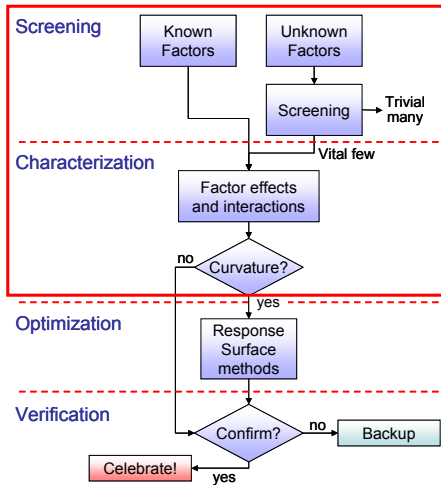 Screening
Known
Factors
Unknown
Factors
Screening
Trivial
many
Vital few
Characterization
Factor effects
and interactions
no
Curvature?
yes
Optimization
Response
Surface
methods
Verification
Confirm?
no
Backup
Celebrate!
yes